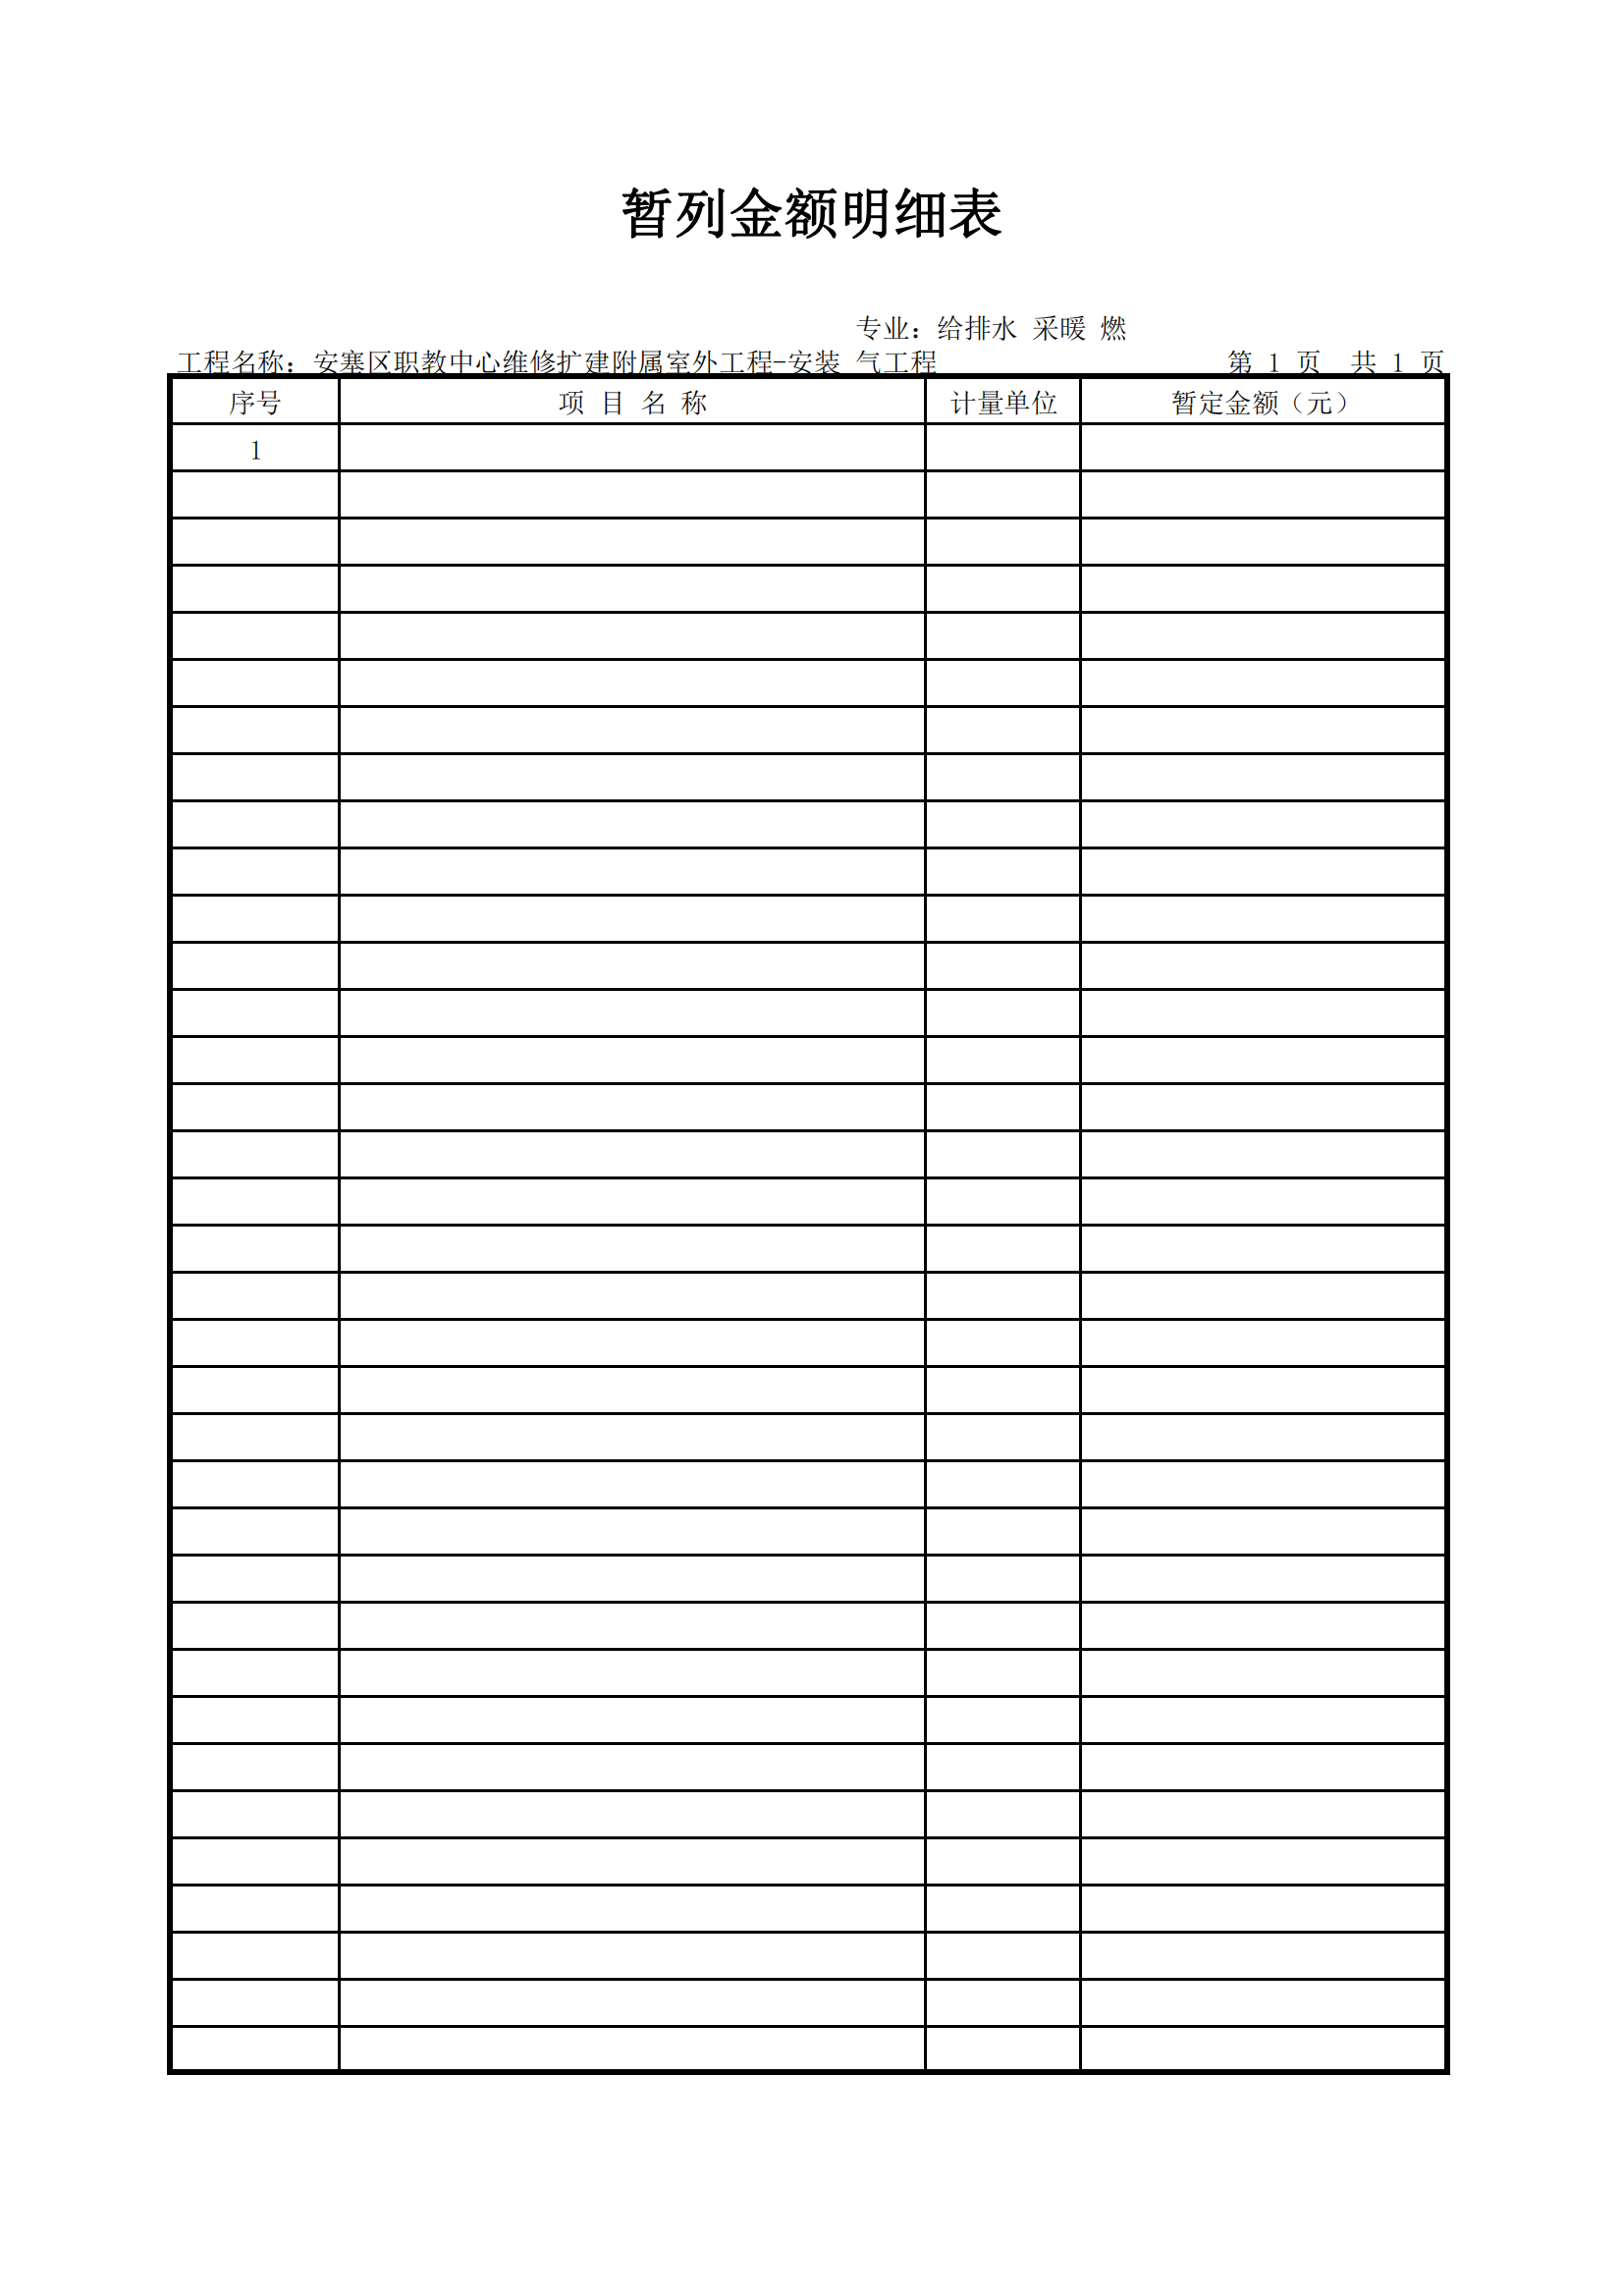 暂列金额明细表
专业：给排水 采暖 燃
工程名称：安塞区职教中心维修扩建附属室外工程-安装 气工程 第 1 页 共 1 页
序号 项 目 名 称 计量单位 暂定金额（元）
1